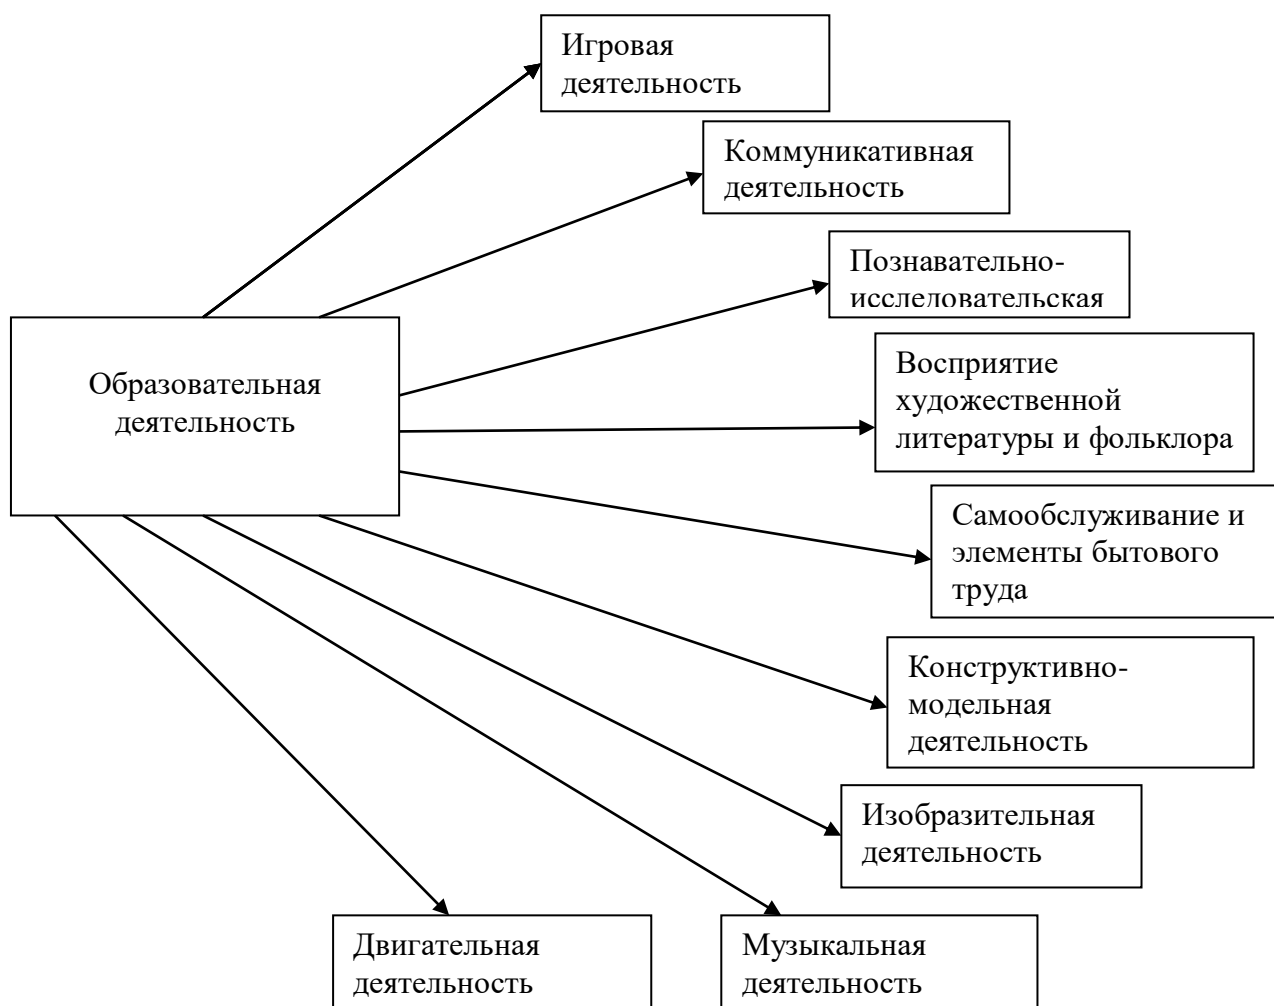 Игровая
деятельность
Коммуникативная
деятельность
Познавательно-
исследовательская
Образовательная
деятельность
Восприятие
художественной
литературы и фольклора
Самообслуживание и
элементы бытового
труда
Конструктивно-
модельная
деятельность
Изобразительная
деятельность
Двигательная
деятельность
Музыкальная
деятельность